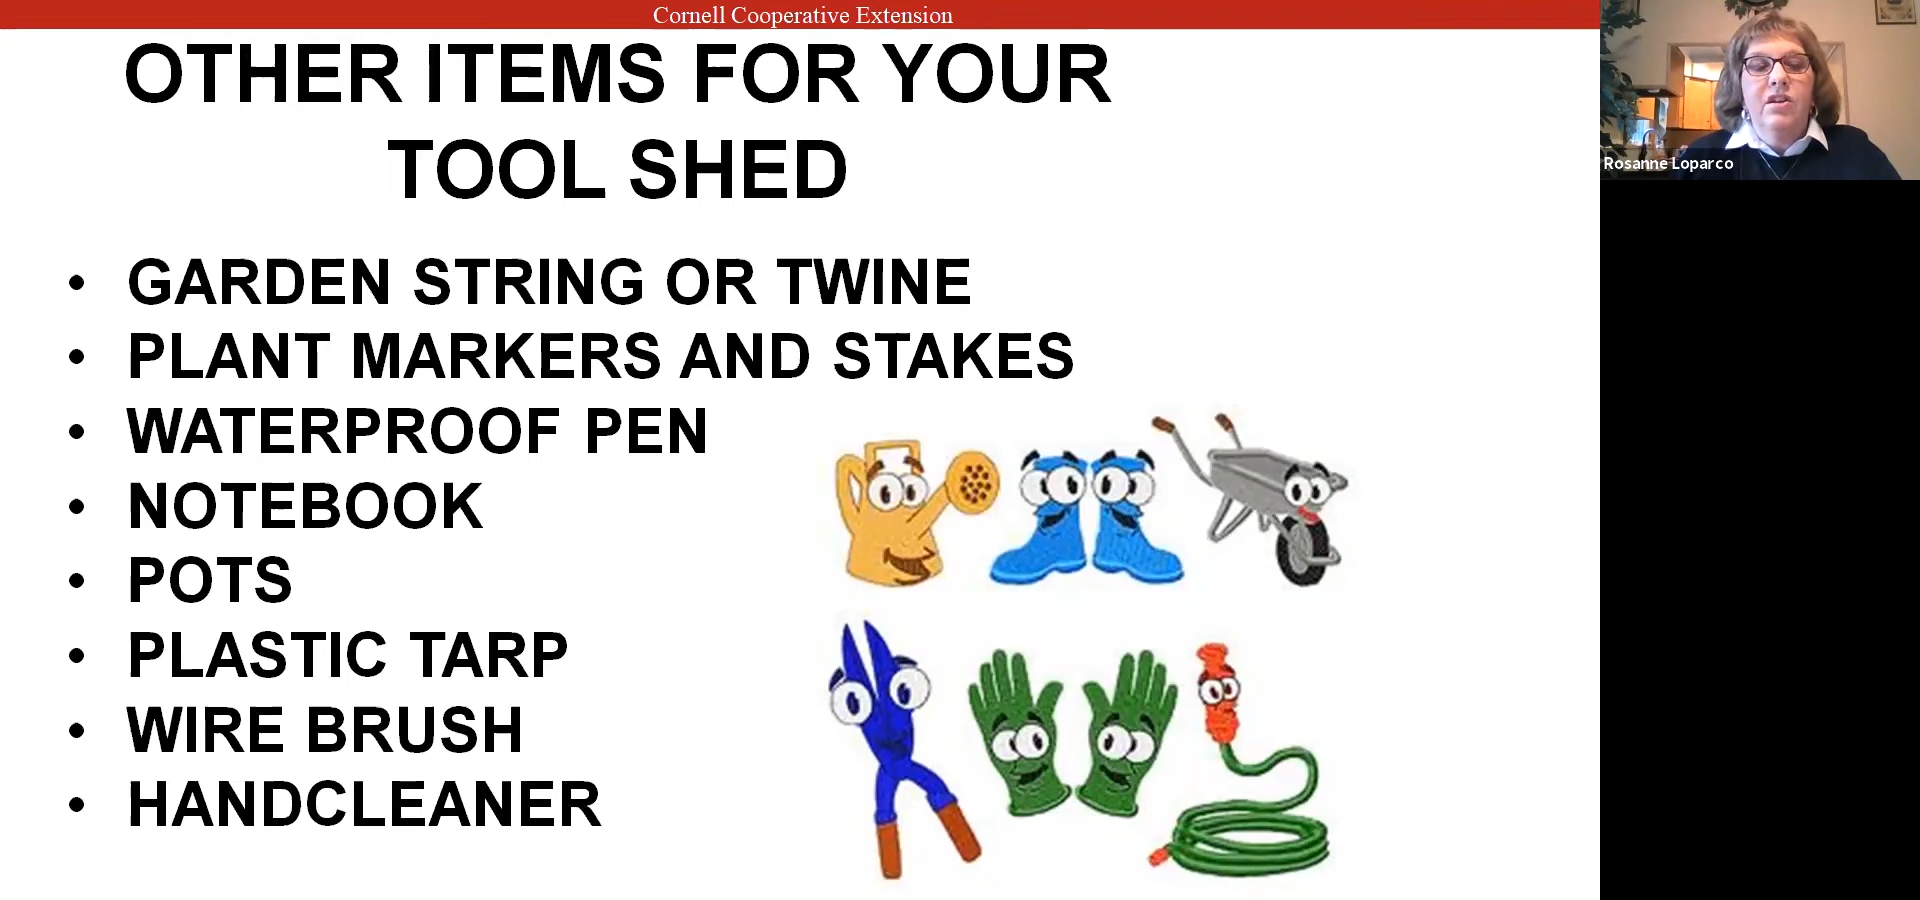 Cornell Cooperative Extension
OTHER ITEMS FOR YOUR
TOOL SHED
• GARDEN STRING OR TWINE
• PLANT MARKERS AND STAKES
• WATERPROOF PEN
• NOTEBOOK
• POTS
• PLASTIC TARP
• WIRE BRUSH
• HANDCLEANER
Rosanne Loparco